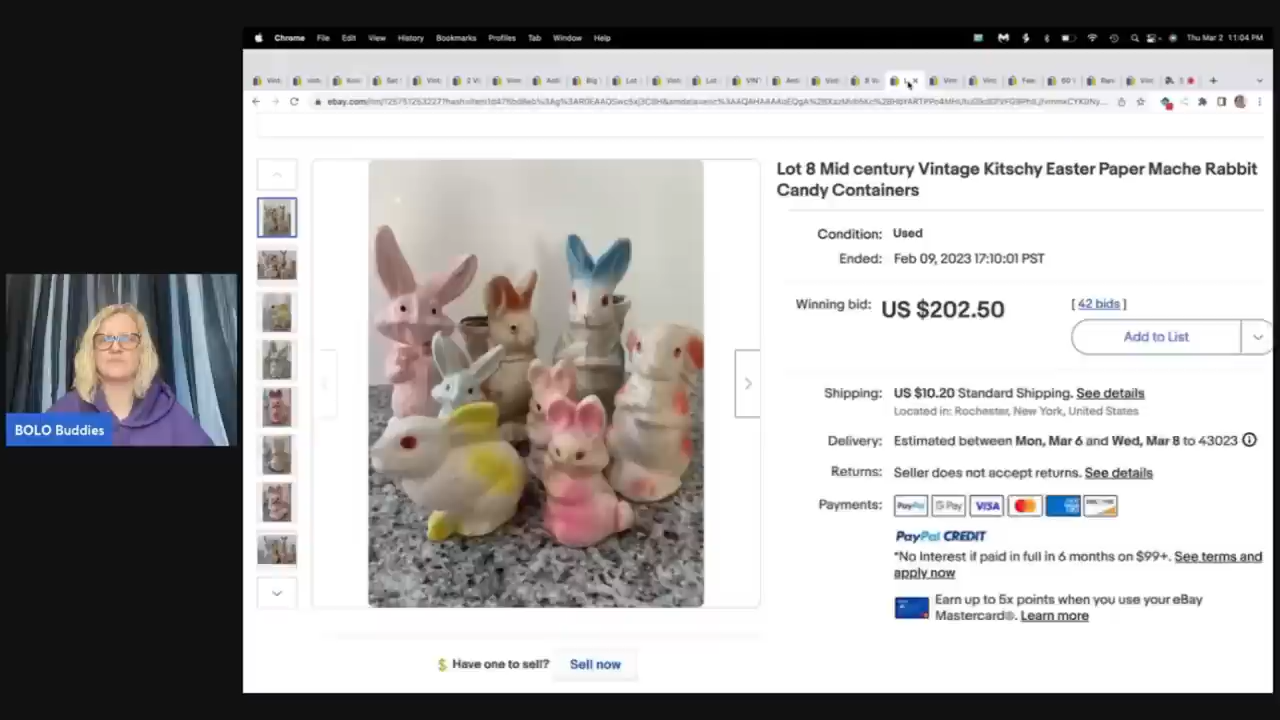 Chrome File Edit View History Bookmarks Profiles Tab Window Help
Thu Mar 2 11:04 PM
Lot 8 Mid century Vintage Kitschy Easter Paper Mache Rabbit
Candy Containers
Condition: Used
Ended: Feb 09, 2023 17:10:01 PST
Winning bid: US $202.50 [ 42 bids ]
Add to List
Shipping: US $10.20 Standard Shipping. See details
Located in: Rochester, New York, United States
Delivery: Estimated between Mon, Mar 6 and Wed, Mar 8 to 43023
Returns: Seller does not accept returns. See details
Payments: PayPal G Pay VISA
PayPal CREDIT
*No Interest if paid in full in 6 months on $99+. See terms and
apply now
Earn up to 5x points when you use your eBay
Mastercard®. Learn more
$ Have one to sell? Sell now
BOLO Buddies